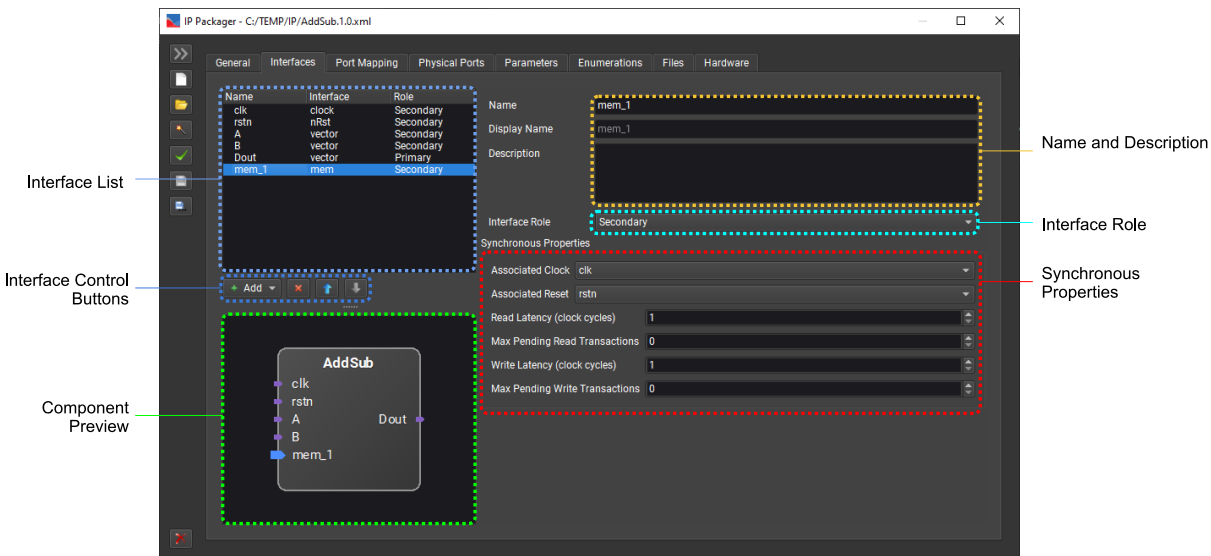 IP Packager - C:/TEMP/IP/AddSub.1.0.xml
General Interfaces Port Mapping Physical Ports Parameters Enumerations Files Hardware
Name Interface Role
clk clock Secondary
rstn nRst Secondary
A vector Secondary
B vector Secondary
Dout vector Primary
mem_1 mem Secondary
Name mem_1
Display Name mem_1
Description
Interface Role Secondary
Synchronous Properties
Associated Clock clk
Associated Reset rstn
Read Latency (clock cycles) 1
Max Pending Read Transactions 0
Write Latency (clock cycles) 1
Max Pending Write Transactions 0
+ Add
AddSub
clk
rstn
A Dout
B
mem_1
Interface List
Interface Control
Buttons
Component
Preview
Name and Description
Interface Role
Synchronous
Properties